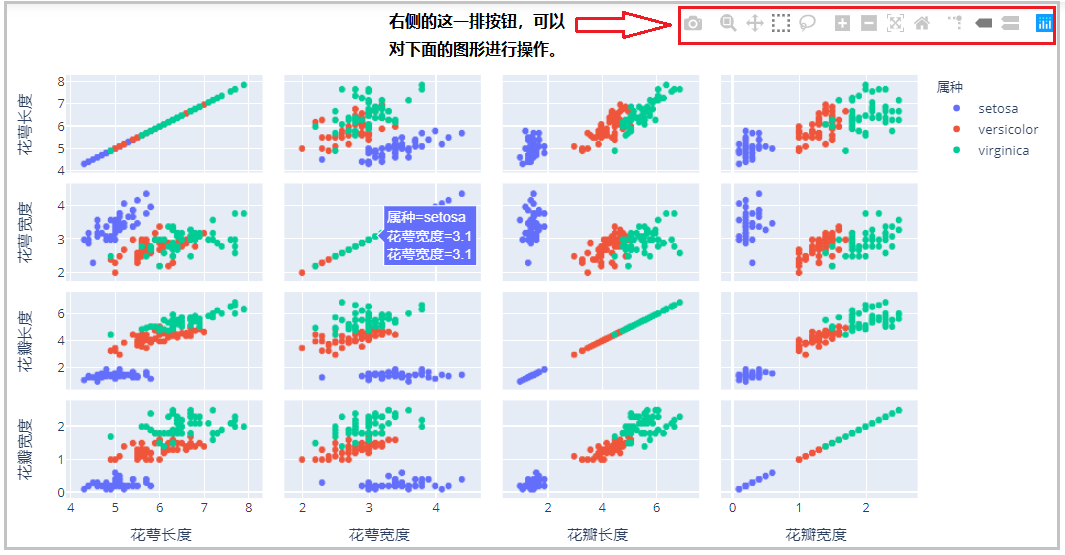 右侧的这一排按钮，可以
对下面的图形进行操作。
属种
setosa
versicolor
virginica
花萼长度
8
7
6
5
4
花萼宽度
4
3
2
属种=setosa
花萼宽度=3.1
花萼宽度=3.1
花瓣长度
6
4
2
花瓣宽度
2
1
0
4 5 6 7 8 2 3 4 2 4 6 0 1 2
花萼长度 花萼宽度 花瓣长度 花瓣宽度